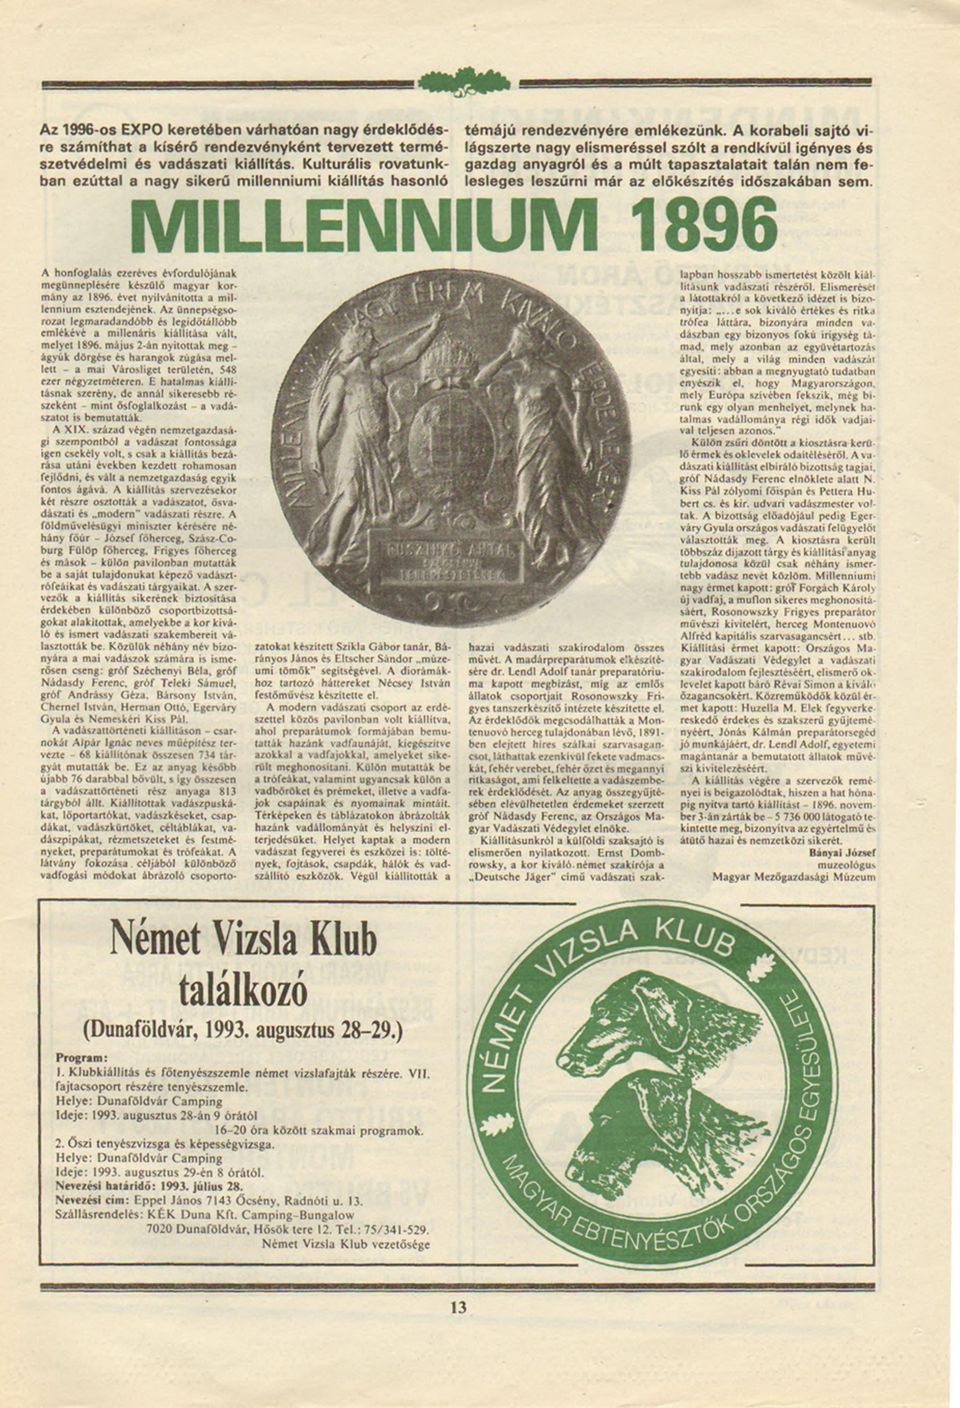 Az 1996-os EXPO keretében várhatóan nagy érdeklődés-
re számíthat a kísérő rendezvényként tervezett termé-
szetvédelmi és vadászati kiállítás. Kulturális rovatunk-
ban ezúttal a nagy sikerű millenniumi kiállítás hasonló
témájú rendezvényére emlékezünk. A korabeli sajtó vi-
lágszerte nagy elismeréssel szólt a rendkívül igényes és
gazdag anyagról és a múlt tapasztalatait talán nem fe-
lesleges leszűrni már az előkészítés időszakában sem.
MILLENNIUM 1896
A honfoglalás ezeréves évfordulójának
megünneplésére készülő magyar kor-
mány az 1896. évet nyilvánította a mil-
lennium esztendejének. Az ünnepségso-
rozat legmaradandóbb és legidőtállóbb
emlékévé a millenáris kiállítása vált,
melyet 1896. május 2-án nyitottak meg -
ágyúk dörgése és harangok zúgása mel-
lett - a mai Városliget területén, 548
ezer négyzetméteren. E hatalmas kiállí-
tásnak szerény, de annál sikeresebb ré-
szeként - mint ősfoglalkozást - a vadá-
szatot is bemutatták.
A XIX. század végén nemzetgazdasá-
gi szempontból a vadászat fontossága
igen csekély volt, s csak a kiállítás bezá-
rása utáni években kezdett rohamosan
fejlődni, és vált a nemzetgazdaság egyik
fontos ágává. A kiállítás szervezésekor
két részre osztották a vadászatot, ősva-
dászati és „modern" vadászati részre. A
földművelésügyi miniszter kérésére né-
hány főúr - József főherceg, Szász-Co-
burg Fülöp főherceg, Frigyes főherceg
és mások - külön pavilonban mutatták
be a saját tulajdonukat képező vadászt-
rófeáikat és vadászati tárgyaikat. A szer-
vezők a kiállítás sikerének biztosítása
érdekében különböző csoportbizottsá-
gokat alakítottak, amelyekbe a kor kivá-
ló és ismert vadászati szakembereit vá-
lasztották be. Közülük néhány név bizo-
nyára a mai vadászok számára is isme-
rősen cseng: gróf Széchenyi Béla, gróf
Nádasdy Ferenc, gróf Teleki Sámuel,
gróf Andrássy Géza, Bársony István,
Chernel István, Herman Ottó, Egerváry
Gyula és Nemeskéri Kiss Pál.
A vadászattörténeti kiállításon - csar-
nokát Alpár Ignác neves műépítész ter-
vezte - 68 kiállítónak összesen 734 tár-
gyát mutatták be. Ez az anyag később
újabb 76 darabbal bővült, s így összesen
a vadászattörténeti rész anyaga 813
tárgyból állt. Kiállítottak vadászpuská-
kat, lőportartókat, vadászkéseket, csap-
dákat, vadászkürtöket, céltáblákat, va-
dászpipákat, rézmetszeteket és festmé-
nyeket, preparátumokat és trófeákat. A
látvány fokozása céljából különböző
vadfogási módokat ábrázoló csoporto-
MILLENNIUMI NAGY ÉREM KIVÁLÓ ÉRDEMEKÉRT
RUSZINKÓ ANTAL
zatokat készített Szikla Gábor tanár, Bá-
rányos János és Eltscher Sándor „múze-
umi tömők" segítségével. A diorámák-
hoz tartozó háttereket Nécsey István
festőművész készítette el.
A modern vadászati csoport az erdé-
szettel közös pavilonban volt kiállítva,
ahol preparátumok formájában bemu-
tatták hazánk vadfaunáját, kiegészítve
azokkal a vadfajokkal, amelyeket sike-
rült meghonosítani. Külön mutatták be
a trófeákat, valamint ugyancsak külön a
vadbőröket és prémeket, illetve a vadfa-
jok csapáinak és nyomainak mintáit.
Térképeken és táblázatokon ábrázolták
hazánk vadállományát és helyszíni el-
terjedésüket. Helyet kaptak a modern
vadászat fegyverei és eszközei is: tölté-
nyek, fojtások, csapdák, hálók és vad-
szállító eszközök. Végül kiállították a
hazai vadászati szakirodalom összes
művét. A madárpreparátumok elkészíté-
sére dr. Lendl Adolf tanár preparatóriu-
ma kapott megbízást, míg az emlős
állatok csoportjait Rosonowszky Fri-
gyes tanszerkészítő intézete készítette el.
Az érdeklődők megcsodálhatták a Mon-
tenuovó herceg tulajdonában lévő, 1891-
ben elejtett híres szálkai szarvasagan-
csot, láthattak ezenkívül fekete vadmacs-
kát, fehér verebet, fehér őzet és megannyi
ritkaságot, ami felkeltette a vadászembe-
rek érdeklődését. Az anyag összegyűjté-
sében elévülhetetlen érdemeket szerzett
gróf Nádasdy Ferenc, az Országos Ma-
gyar Vadászati Védegylet elnöke.
Kiállításunkról a külföldi szaksajtó is
elismerően nyilatkozott. Ernst Domb-
rowsky, a kor kiváló német szakírója a
„Deutsche Jäger" című vadászati szak-
lapban hosszabb ismertetést közölt kiál-
lításunk vadászati részéről. Elismerését
a látottakról a következő idézet is bizo-
nyítja: „...e sok kiváló értékes és ritka
trófea láttára, bizonyára minden va-
dászban egy bizonyos fokú irigység tá-
mad, mely azonban az együvétartozás
által, mely a világ minden vadászát
egyesíti: abban a megnyugtató tudatban
enyészik el, hogy Magyarországon,
mely Európa szívében fekszik, még bí-
runk egy olyan menhelyet, melynek ha-
talmas vadállománya régi idők vadjai-
val teljesen azonos."
Külön zsűri döntött a kiosztásra kerü-
lő érmek és oklevelek odaítéléséről. A va-
dászati kiállítást elbíráló bizottság tagjai,
gróf Nádasdy Ferenc elnöklete alatt N.
Kiss Pál zólyomi főispán és Pettera Hu-
bert cs. és kir. udvari vadászmester vol-
tak. A bizottság előadójául pedig Eger-
váry Gyula országos vadászati felügyelőt
választották meg. A kiosztásra került
többszáz díjazott tárgy és kiállítási anyag
tulajdonosa közül csak néhány ismer-
tebb vadász nevét közlöm. Millenniumi
nagy érmet kapott: gróf Forgách Károly
új vadfaj, a muflon sikeres meghonosítá-
sáért, Rosonowszky Frigyes preparátor
művészi kivitelért, herceg Montenuovó
Alfréd kapitális szarvasagancsért... stb.
Kiállítási érmet kapott: Országos Ma-
gyar Vadászati Védegylet a vadászati
szakirodalom fejlesztéséért, elismerő ok-
levelet kapott báró Révai Simon a kiváló
őzagancsokért. Közreműködők közül ér-
met kapott: Huzella M. Elek fegyverke-
reskedő érdekes és szakszerű gyűjtemé-
nyéért, Jónás Kálmán preparátorsegéd
jó munkájáért, dr. Lendl Adolf, egyetemi
magántanár a bemutatott állatok művé-
szi kivitelezéséért.
A kiállítás végére a szervezők remé-
nyei is beigazolódtak, hiszen a hat hóna-
pig nyitva tartó kiállítást - 1896. novem-
ber 3-án zárták be - 5 736 000 látogató te-
kintette meg, bizonyítva az egyértelmű és
átütő hazai és nemzetközi sikerét.
Bányai József
muzeológus
Magyar Mezőgazdasági Múzeum
Német Vizsla Klub
találkozó
(Dunaföldvár, 1993. augusztus 28-29.)
Program:
1. Klubkiállítás és főtenyészszemle német vizslafajták részére. VII.
fajtacsoport részére tenyészszemle.
Helye: Dunaföldvár Camping
Ideje: 1993. augusztus 28-án 9 órától
16-20 óra között szakmai programok.
2. Őszi tenyészvizsga és képességvizsga.
Helye: Dunaföldvár Camping
Ideje: 1993. augusztus 29-én 8 órától.
Nevezési határidő: 1993. július 28.
Nevezési cím: Eppel János 7143 Őcsény, Radnóti u. 13.
Szállásrendelés: KÉK Duna Kft. Camping-Bungalow
7020 Dunaföldvár, Hősök tere 12. Tel.: 75/341-529.
Német Vizsla Klub vezetősége
NÉMET VIZSLA KLUB
MAGYAR EBTENYÉSZTŐK ORSZÁGOS EGYESÜLETE
13